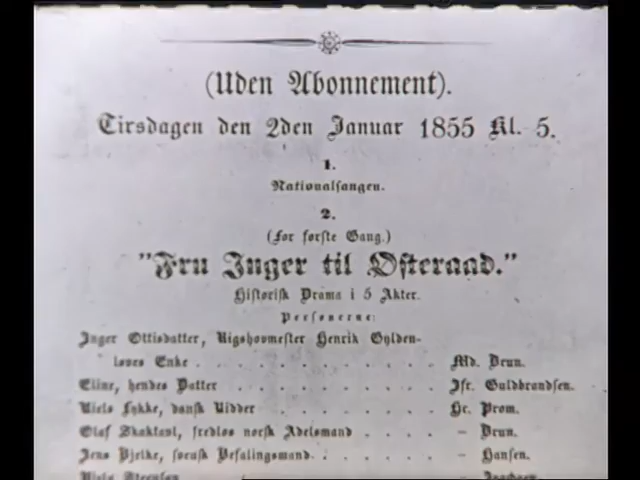 (Uden Abonnement).
Tirsdagen den 2den Januar 1855 Kl. 5.
1.
Nationalsangen.
2.
(For første Gang.)
"Fru Inger til Østeraad."
Historisk Drama i 5 Akter.
Personerne:
Inger Ottisdatter, Rigshovmester Henrik Gylden-
løves Enke . . . . . . . . . . . Md. Brun.
Eline, hendes Datter . . . . . . . . . Jfr. Guldbrandsen.
Niels Lykke, dansk Ridder . . . . . . . Hr. Prom.
Olaf Skaktavl, fredløs norsk Adelsmand . . . . – Brun.
Jens Bjelke, svensk Befalingsmand. . . . . . – Hansen.
Niels Stensøn